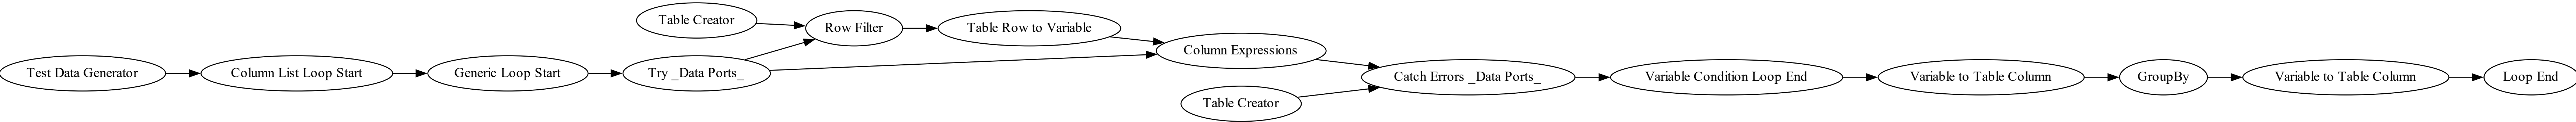 Test Data Generator
Column List Loop Start
Generic Loop Start
Try _Data Ports_
Table Creator
Row Filter
Table Row to Variable
Column Expressions
Table Creator
Catch Errors _Data Ports_
Variable Condition Loop End
Variable to Table Column
GroupBy
Variable to Table Column
Loop End